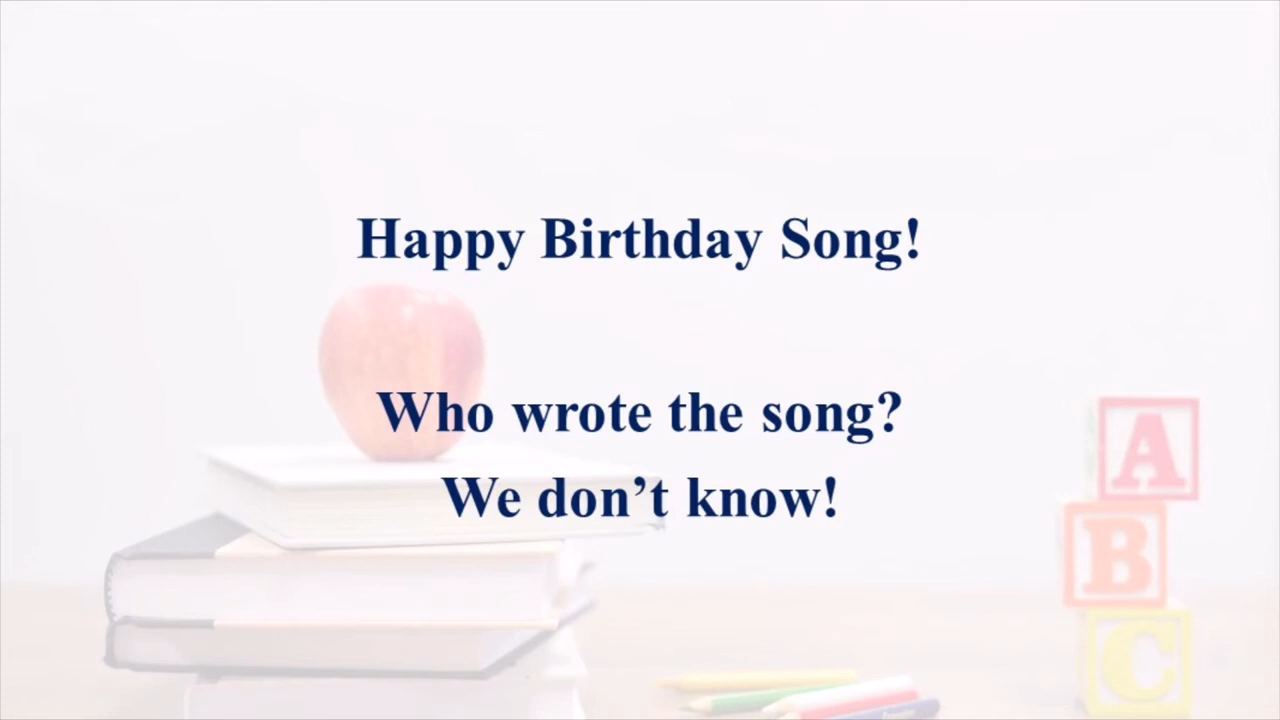 Happy Birthday Song!
Who wrote the song?
We don’t know!
A
B
C